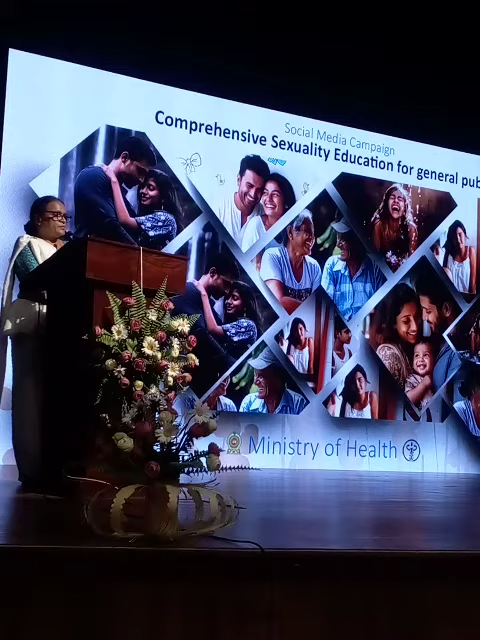 Social Media Campaign
Comprehensive Sexuality Education for general pub
Ministry of Health